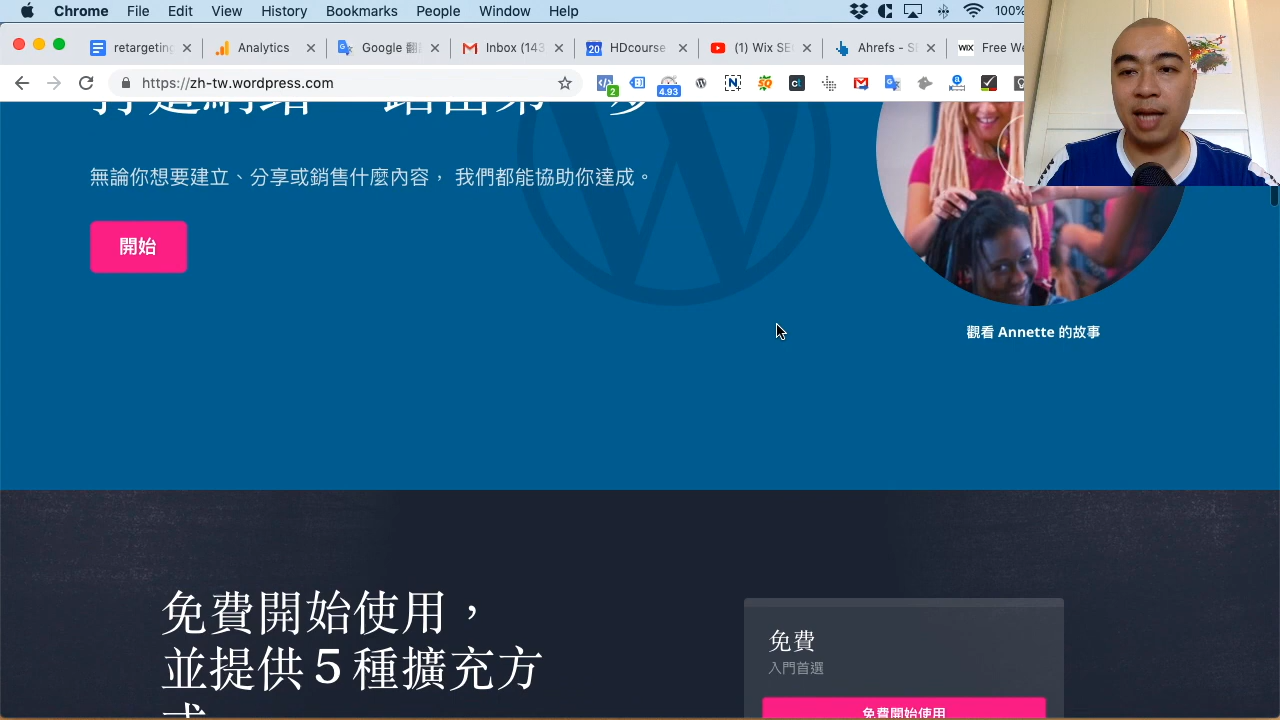 Chrome File Edit View History Bookmarks People Window Help 100%
retargeting Analytics Google 翻 Inbox (143 HDcourse (1) Wix SE Ahrefs - S WIX Free We
https://zh-tw.wordpress.com 2 4.93
無論你想要建立、分享或銷售什麼內容， 我們都能協助你達成。
開始
觀看 Annette 的故事
免費開始使用，
並提供 5 種擴充方
式
免費
入門首選
免費開始使用